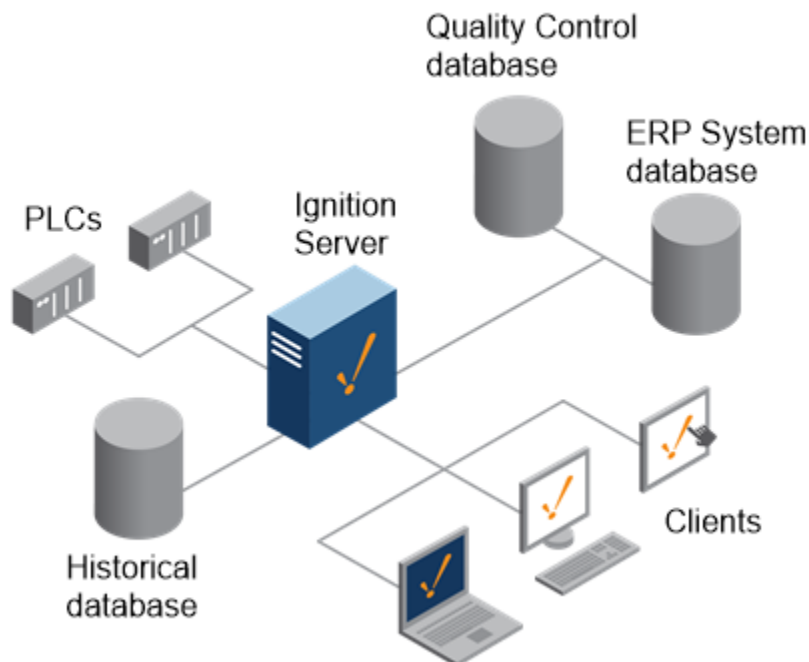 Quality Control
database
ERP System
database
PLCs
Ignition
Server
Clients
Historical
database